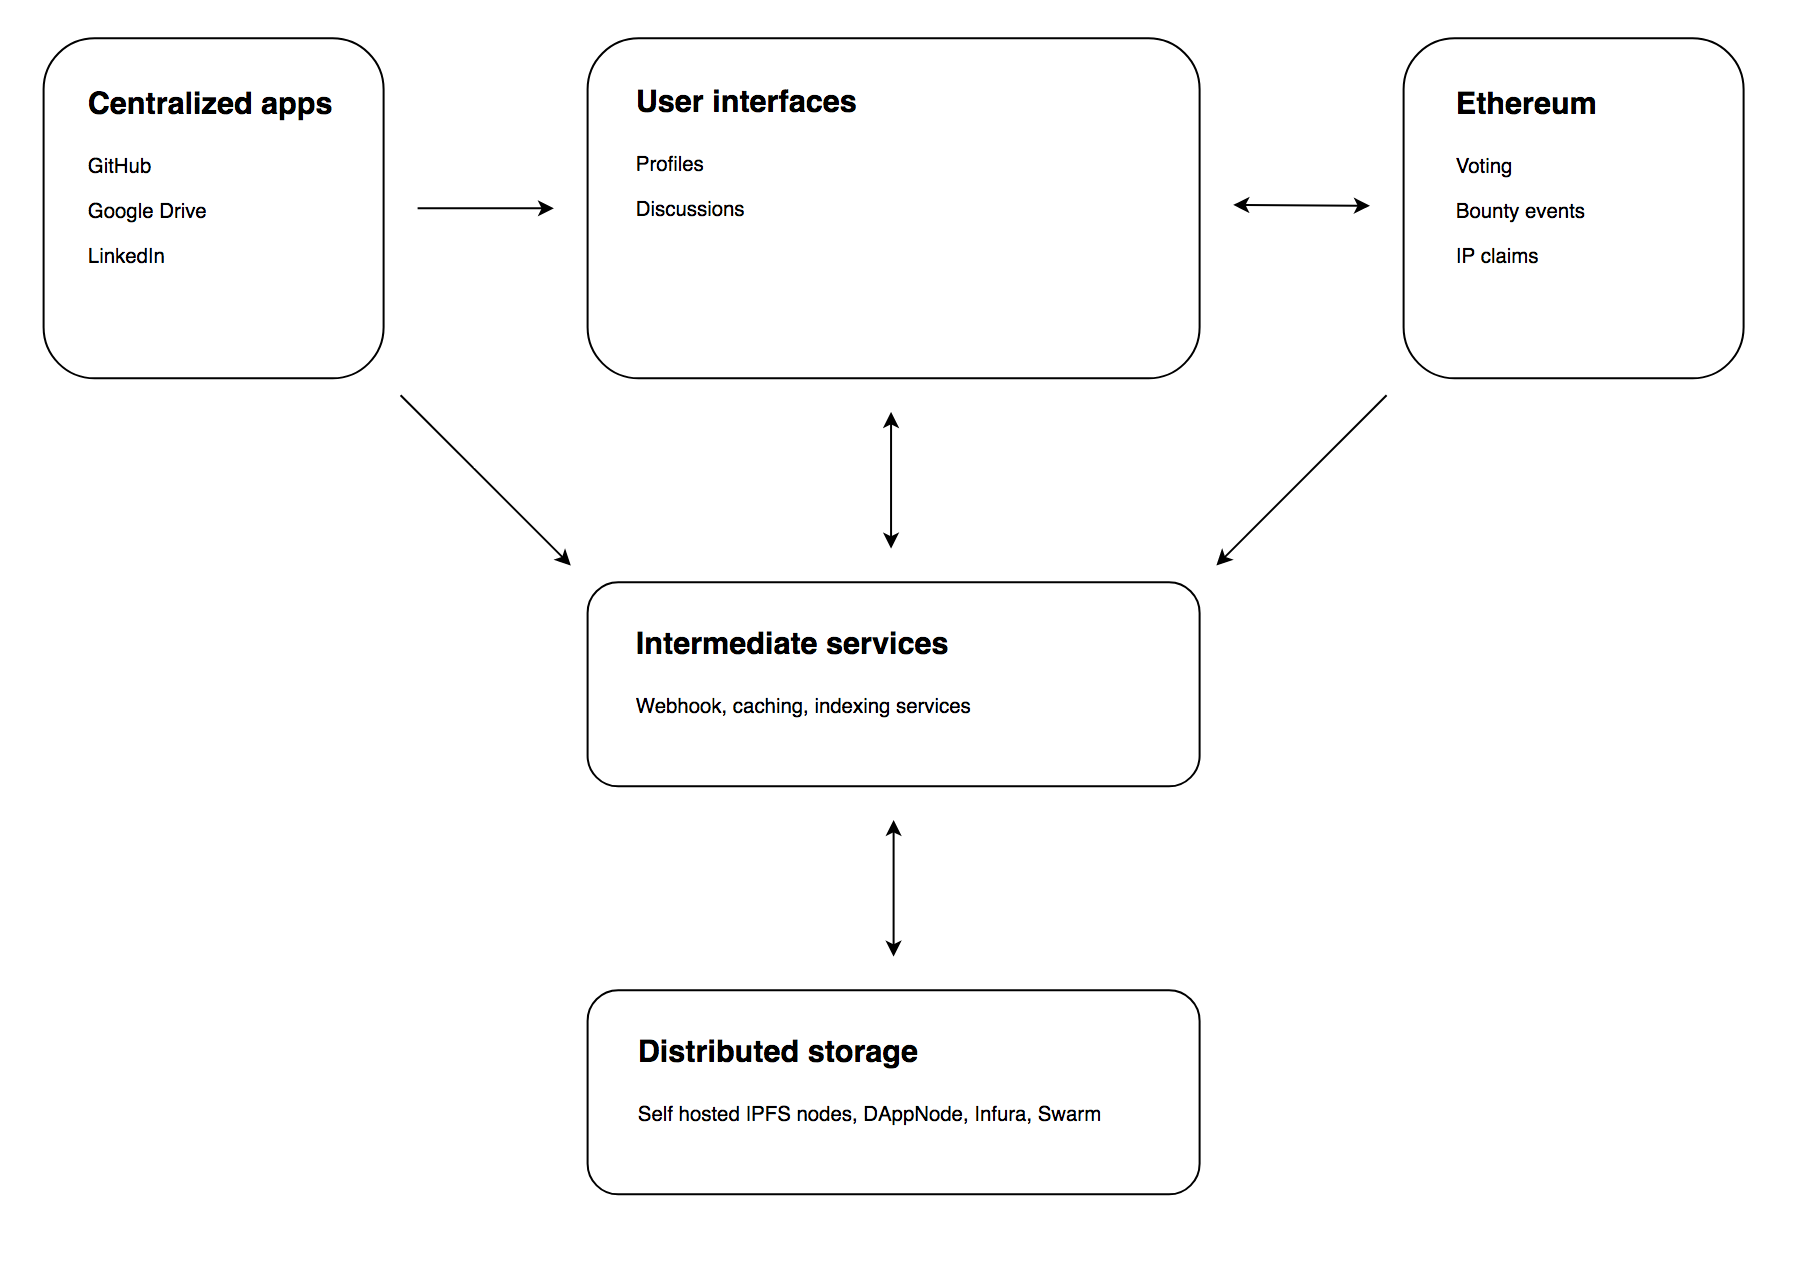 Centralized apps
GitHub
Google Drive
LinkedIn
User interfaces
Profiles
Discussions
Ethereum
Voting
Bounty events
IP claims
Intermediate services
Webhook, caching, indexing services
Distributed storage
Self hosted IPFS nodes, DAppNode, Infura, Swarm